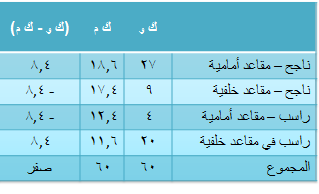 ك و ك م (ك و - ك م)
ناجح – مقاعد أمامية ٢٧ ١٨,٦ ٨,٤
ناجح – مقاعد خلفية ٩ ١٧,٤ - ٨,٤
راسب – مقاعد أمامية ٤ ١٢,٤ - ٨,٤
راسب في مقاعد خلفية ٢٠ ١١,٦ ٨,٤
المجموع ٦٠ ٦٠ صفر